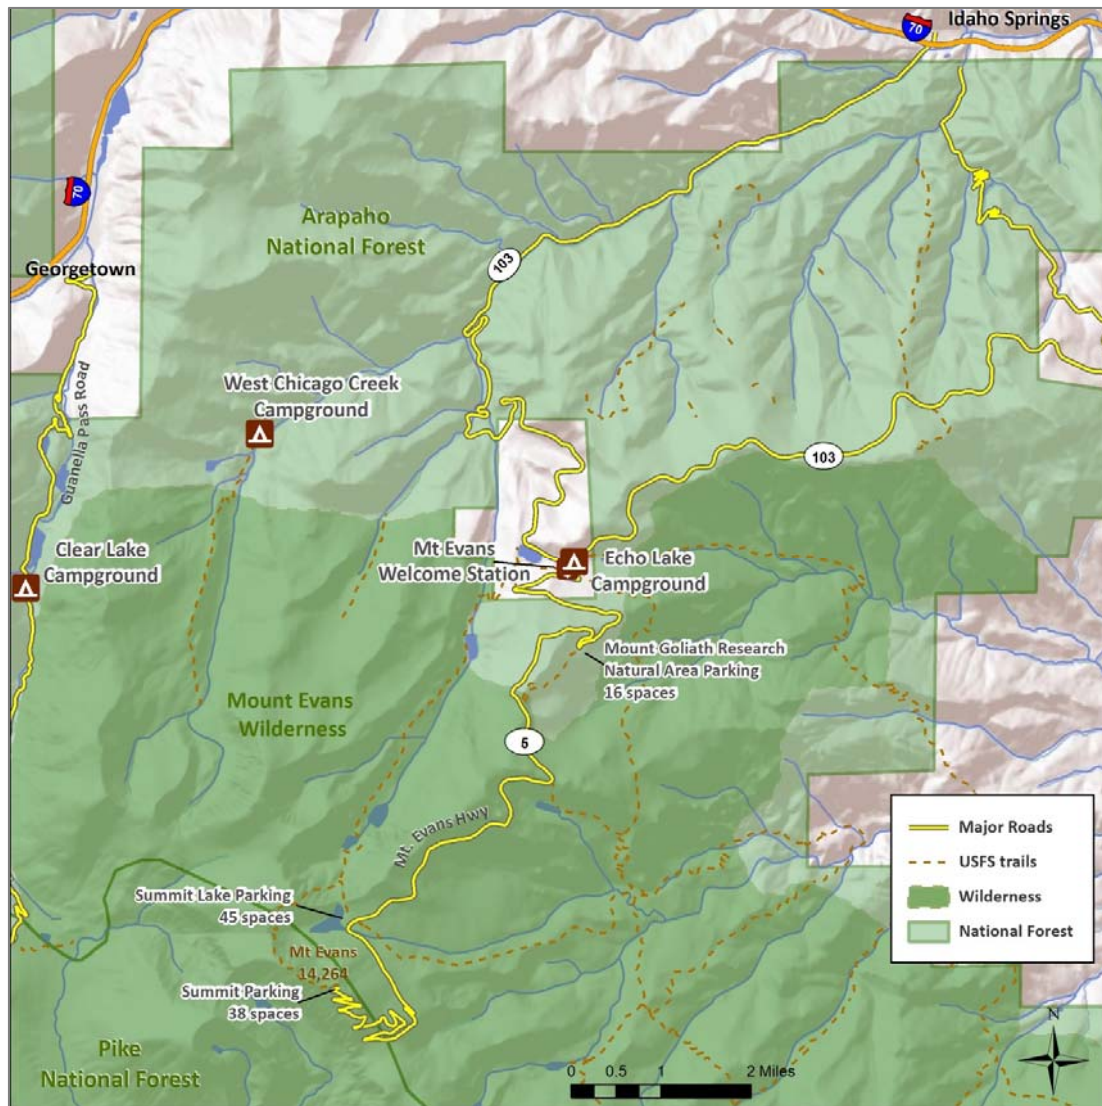 Idaho Springs
70
70
Arapaho
National Forest
103
Georgetown
Guanella Pass Road
West Chicago Creek
Campground
103
Clear Lake
Campground
Mt Evans
Welcome Station
Echo Lake
Campground
Mount Goliath Research
Natural Area Parking
16 spaces
Mount Evans
Wilderness
5
Mt. Evans Hwy
Major Roads
USFS trails
Wilderness
National Forest
Summit Lake Parking
45 spaces
Mt Evans
14,264
Summit Parking
38 spaces
Pike
National Forest
N
0 0.5 1 2 Miles